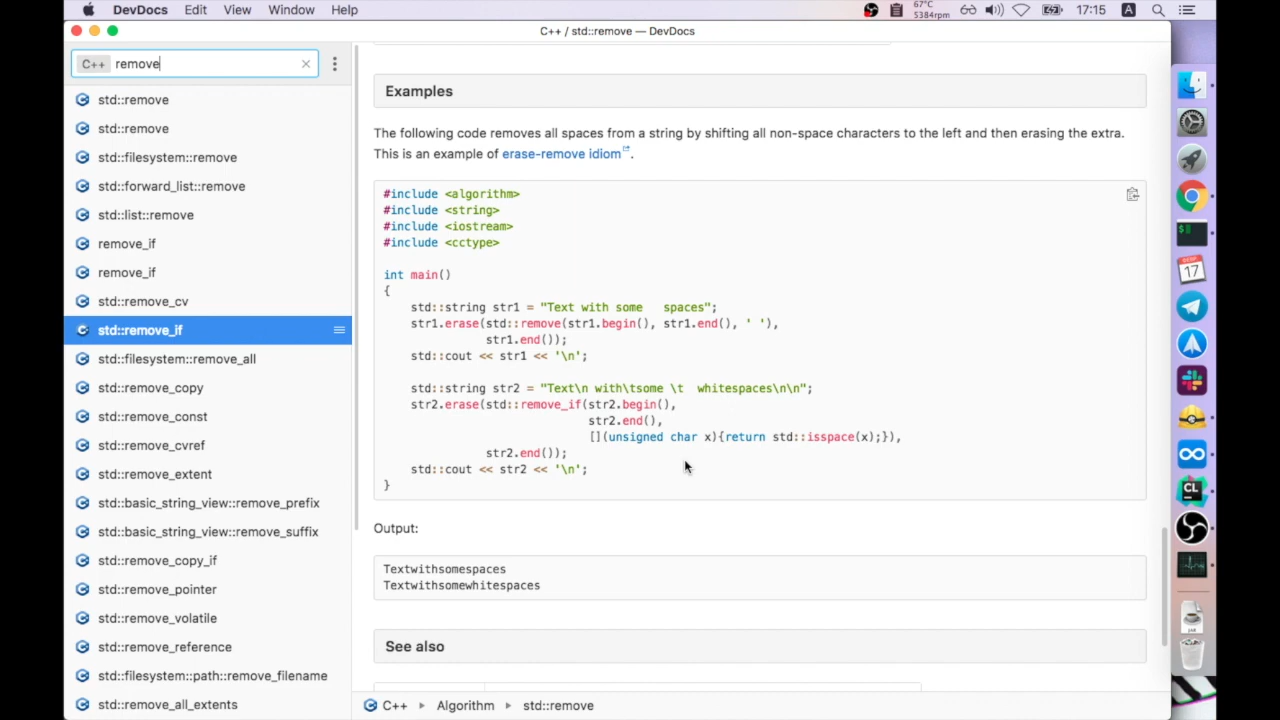 DevDocs Edit View Window Help
67°C
5384rpm
17:15
A
C++ / std::remove — DevDocs
C++ remove
std::remove
std::remove
std::filesystem::remove
std::forward_list::remove
std::list::remove
remove_if
remove_if
std::remove_cv
std::remove_if
std::filesystem::remove_all
std::remove_copy
std::remove_const
std::remove_cvref
std::remove_extent
std::basic_string_view::remove_prefix
std::basic_string_view::remove_suffix
std::remove_copy_if
std::remove_pointer
std::remove_volatile
std::remove_reference
std::filesystem::path::remove_filename
std::remove_all_extents
Examples
The following code removes all spaces from a string by shifting all non-space characters to the left and then erasing the extra.
This is an example of erase-remove idiom.
#include <algorithm>
#include <string>
#include <iostream>
#include <cctype>
int main()
{
    std::string str1 = "Text with some   spaces";
    str1.erase(std::remove(str1.begin(), str1.end(), ' '),
               str1.end());
    std::cout << str1 << '\n';
    std::string str2 = "Text\n with\tsome \t  whitespaces\n\n";
    str2.erase(std::remove_if(str2.begin(),
                              str2.end(),
                              [](unsigned char x){return std::isspace(x);}),
               str2.end());
    std::cout << str2 << '\n';
}
Output:
Textwithsomespaces
Textwithsomewhitespaces
See also
C++ ▸ Algorithm ▸ std::remove
17
$
CL
JAR